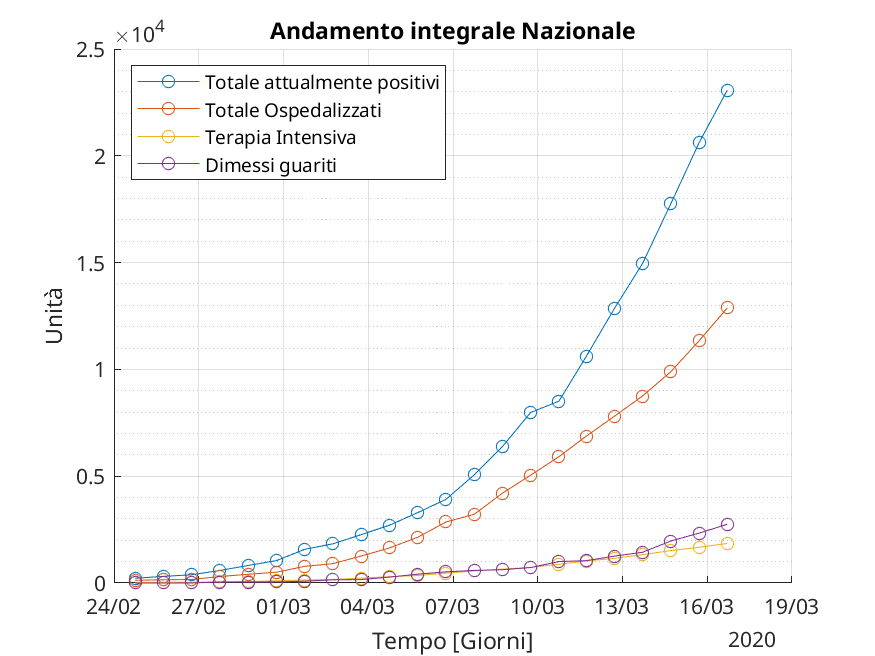 Andamento integrale Nazionale
×10⁴
2.5
2
1.5
1
0.5
0
Unità
Totale attualmente positivi
Totale Ospedalizzati
Terapia Intensiva
Dimessi guariti
24/02 27/02 01/03 04/03 07/03 10/03 13/03 16/03 19/03
Tempo [Giorni]
2020